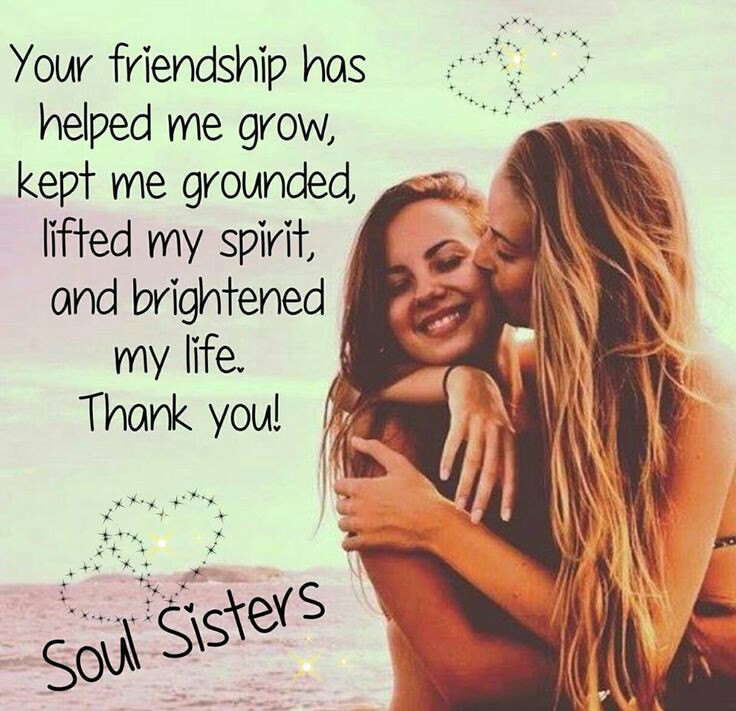 Your friendship has
helped me grow,
kept me grounded,
lifted my spirit,
and brightened
my life.
Thank you!
Soul Sisters